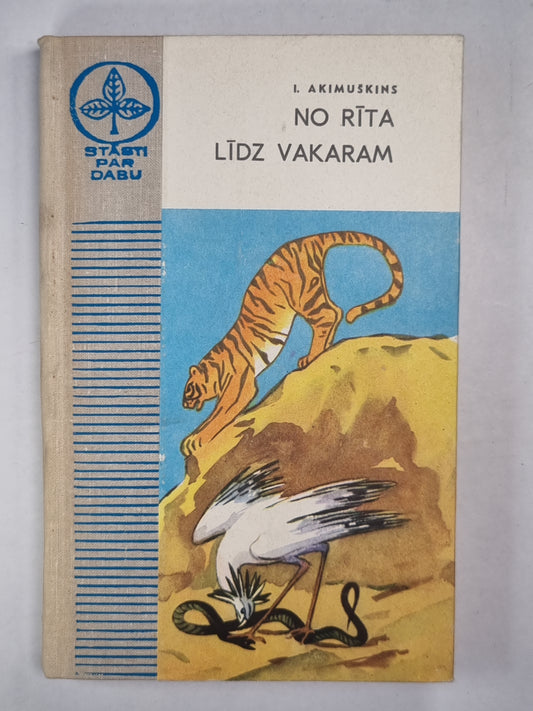 STĀSTI
PAR
DABU
I. AKIMUŠKINS
NO RĪTA
LĪDZ VAKARAM